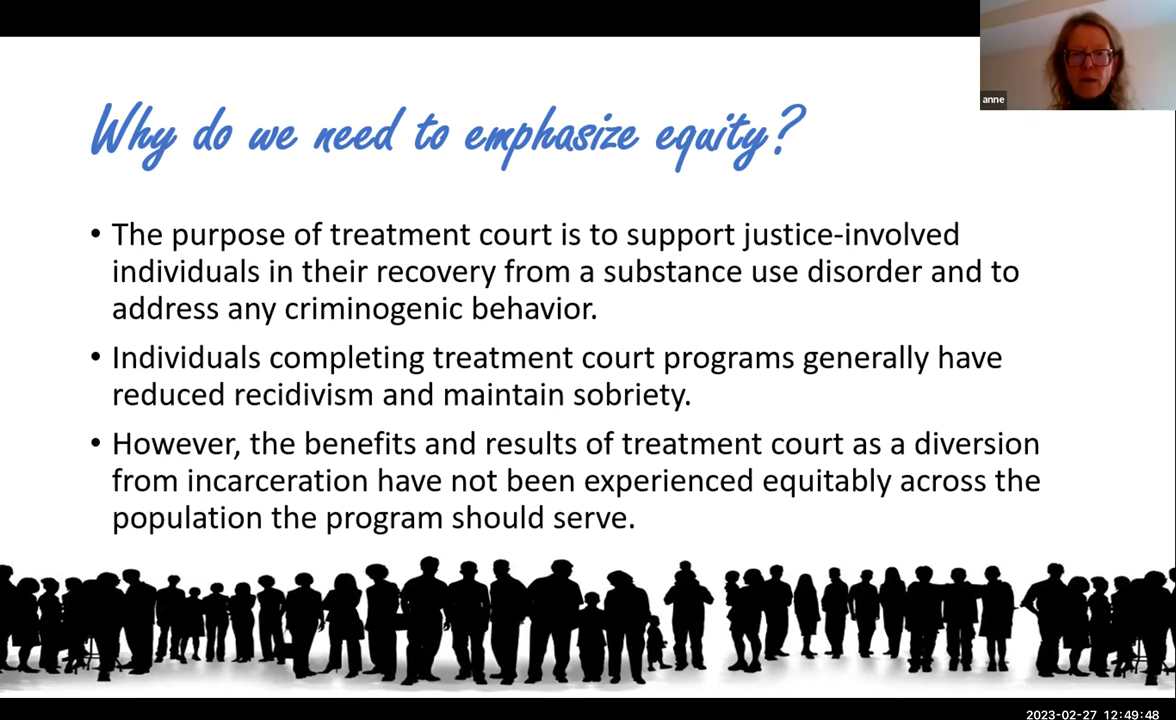 anne
Why do we need to emphasize equity?
• The purpose of treatment court is to support justice-involved
individuals in their recovery from a substance use disorder and to
address any criminogenic behavior.
• Individuals completing treatment court programs generally have
reduced recidivism and maintain sobriety.
• However, the benefits and results of treatment court as a diversion
from incarceration have not been experienced equitably across the
population the program should serve.
2023-02-27 12:49:48